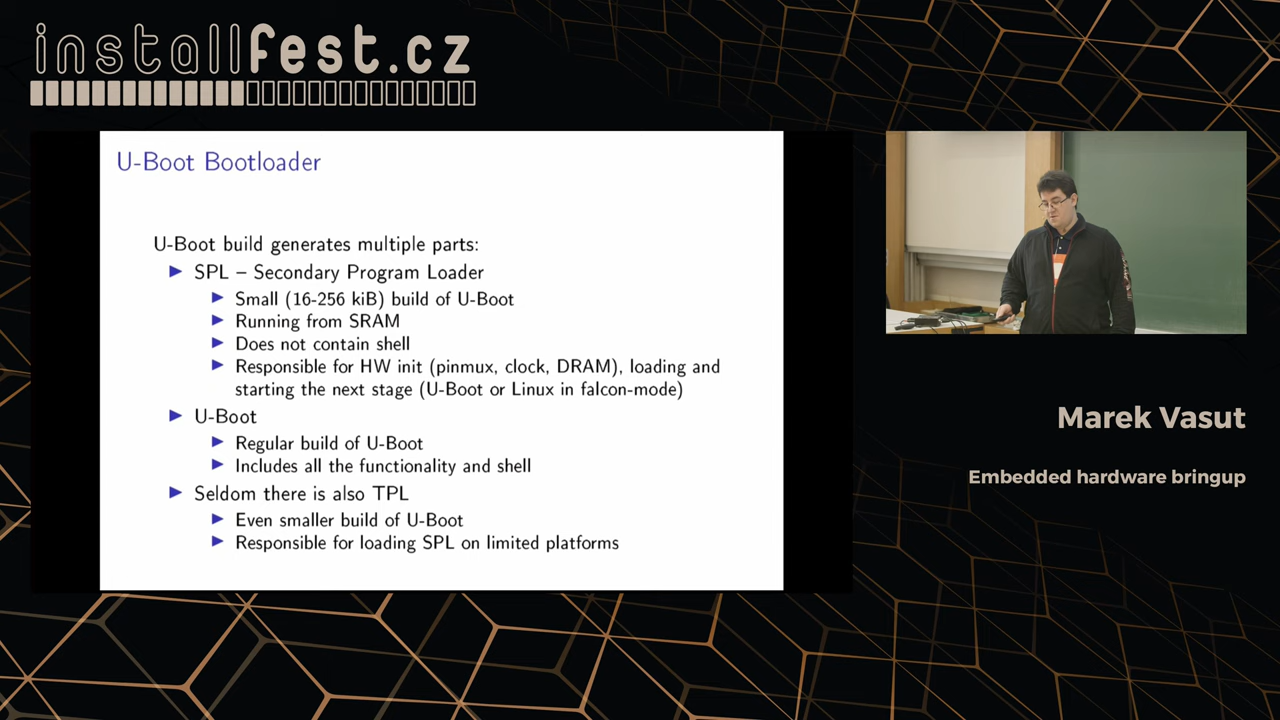 installfest.cz
U-Boot Bootloader
U-Boot build generates multiple parts:
▶ SPL – Secondary Program Loader
▶ Small (16-256 kiB) build of U-Boot
▶ Running from SRAM
▶ Does not contain shell
▶ Responsible for HW init (pinmux, clock, DRAM), loading and
starting the next stage (U-Boot or Linux in falcon-mode)
▶ U-Boot
▶ Regular build of U-Boot
▶ Includes all the functionality and shell
▶ Seldom there is also TPL
▶ Even smaller build of U-Boot
▶ Responsible for loading SPL on limited platforms
Marek Vasut
Embedded hardware bringup